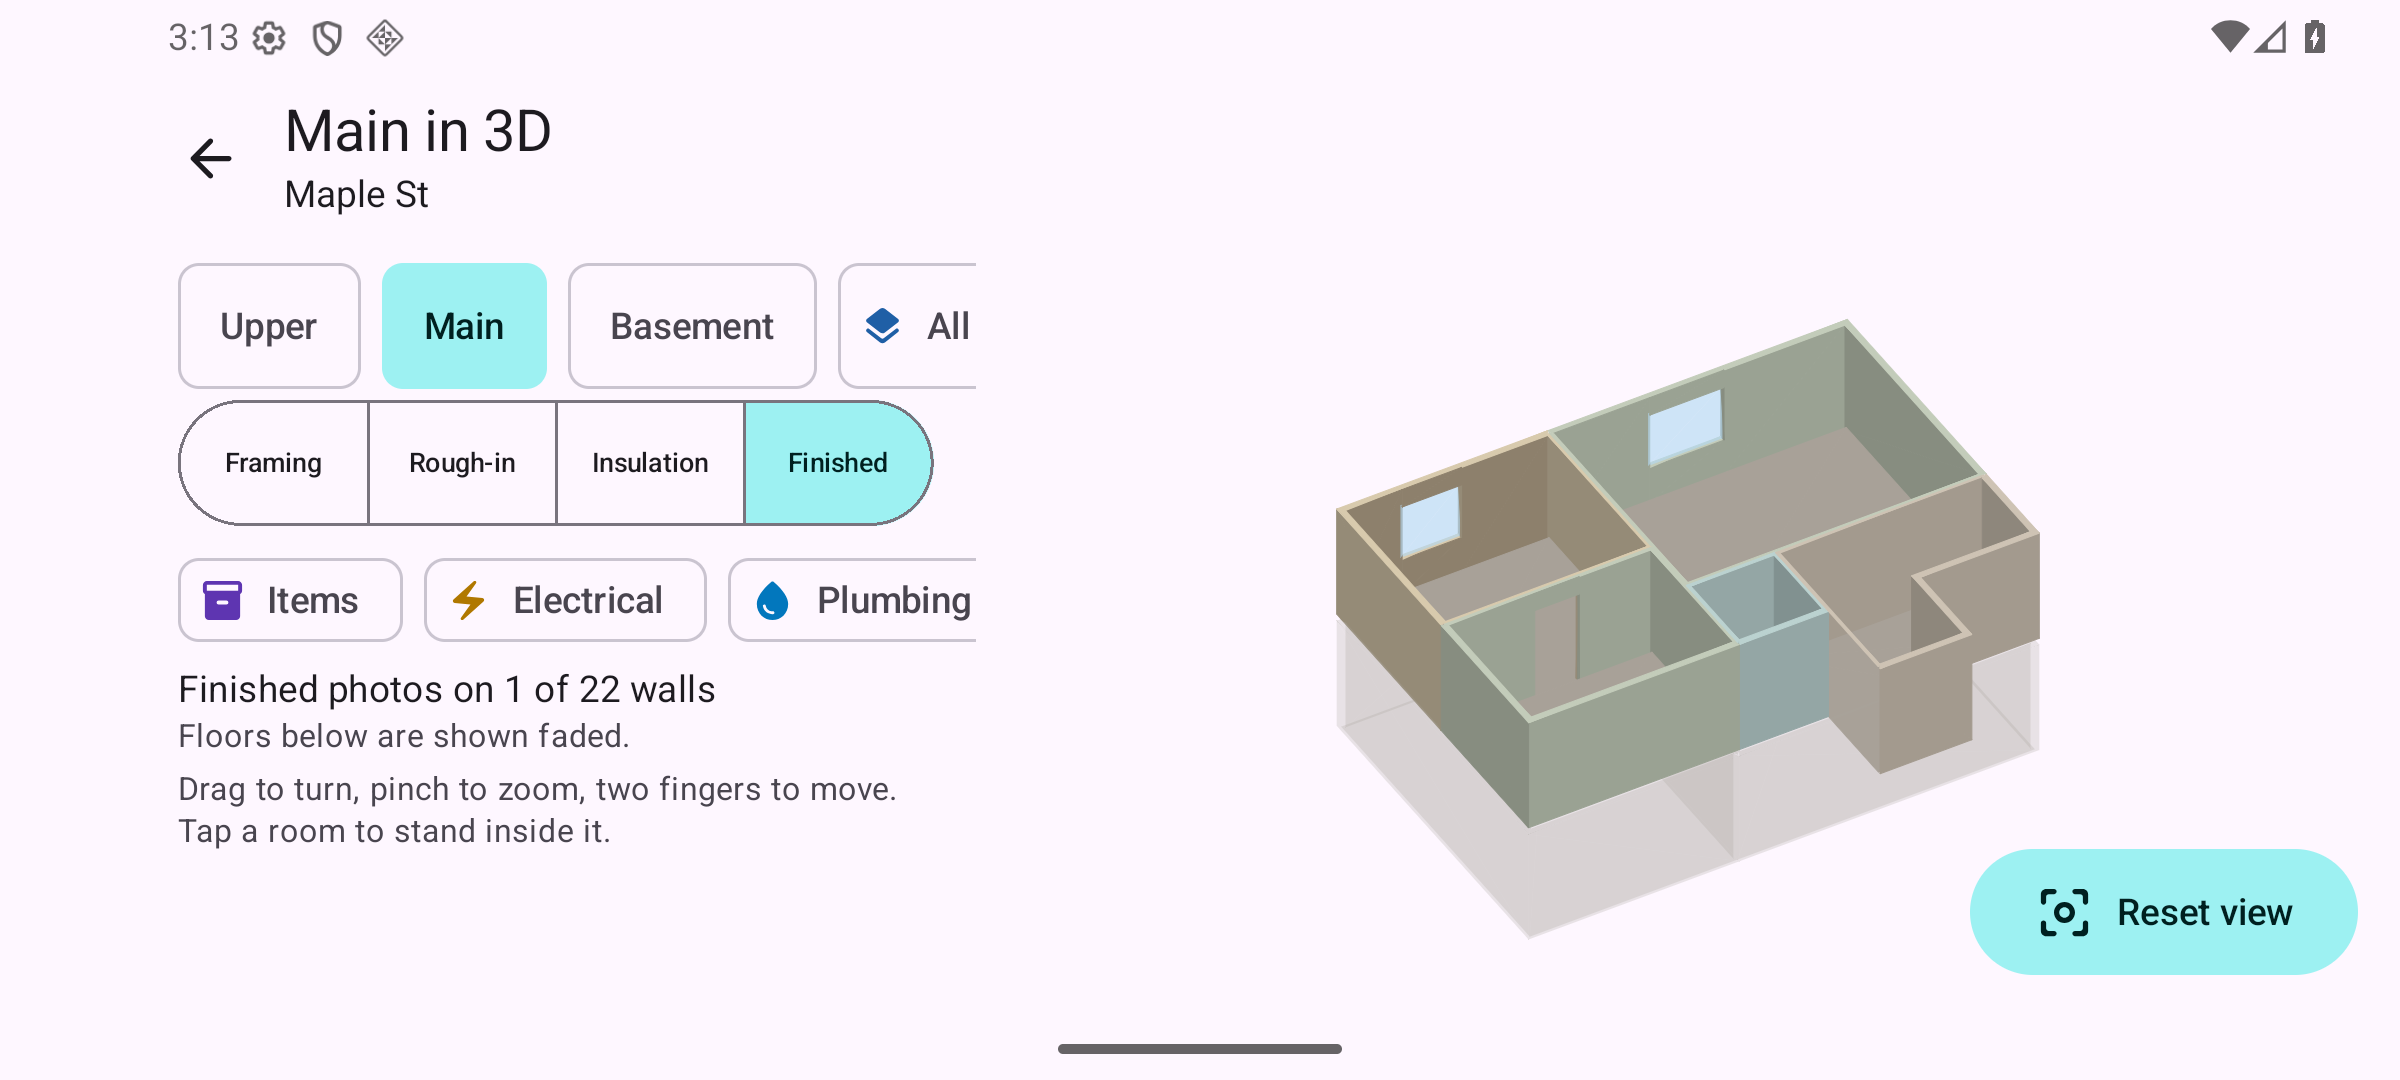 3:13
Main in 3D
Maple St
Upper
Main
Basement
All
Framing
Rough-in
Insulation
Finished
Items
Electrical
Plumbing
Finished photos on 1 of 22 walls
Floors below are shown faded.
Drag to turn, pinch to zoom, two fingers to move.
Tap a room to stand inside it.
Reset view